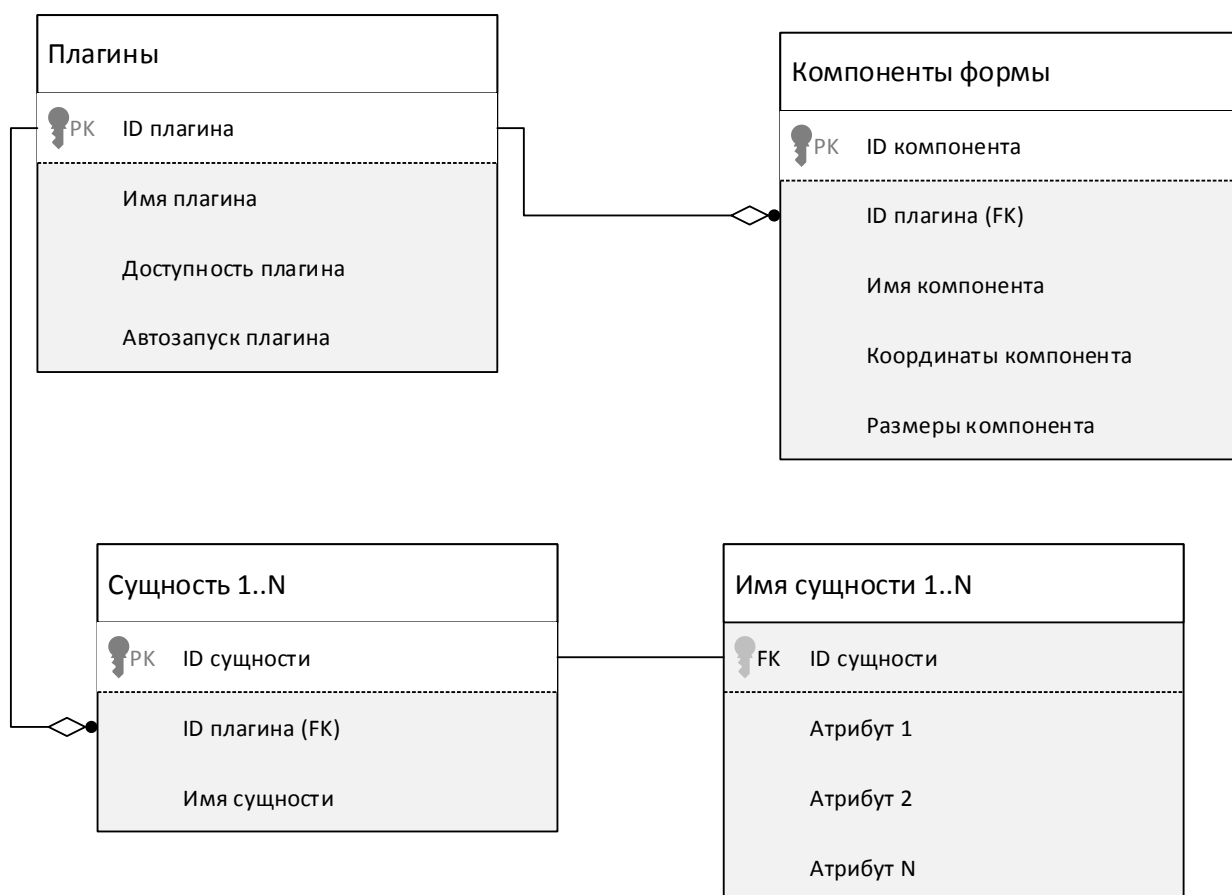 Плагины
PK ID плагина
Имя плагина
Доступность плагина
Автозапуск плагина
Компоненты формы
PK ID компонента
ID плагина (FK)
Имя компонента
Координаты компонента
Размеры компонента
Сущность 1..N
PK ID сущности
ID плагина (FK)
Имя сущности
Имя сущности 1..N
FK ID сущности
Атрибут 1
Атрибут 2
Атрибут N